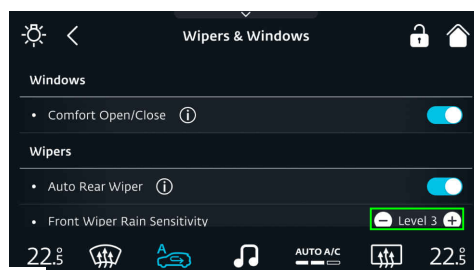 Wipers & Windows
Windows
• Comfort Open/Close
Wipers
• Auto Rear Wiper
• Front Wiper Rain Sensitivity Level 3
22.5° A AUTO A/C 22.5°